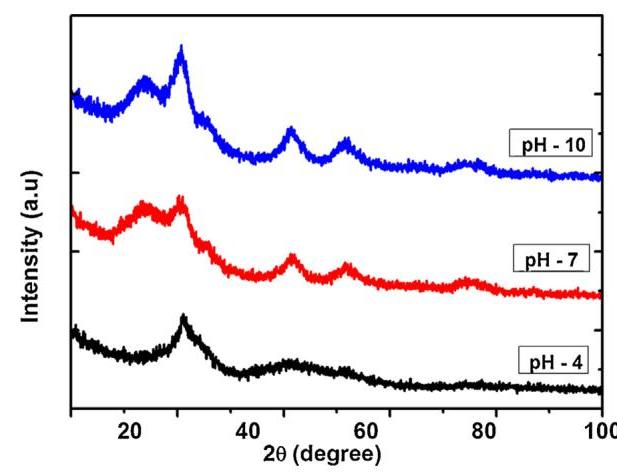 Intensity (a.u)
pH - 10
pH - 7
pH - 4
20 40 60 80 100
2θ (degree)